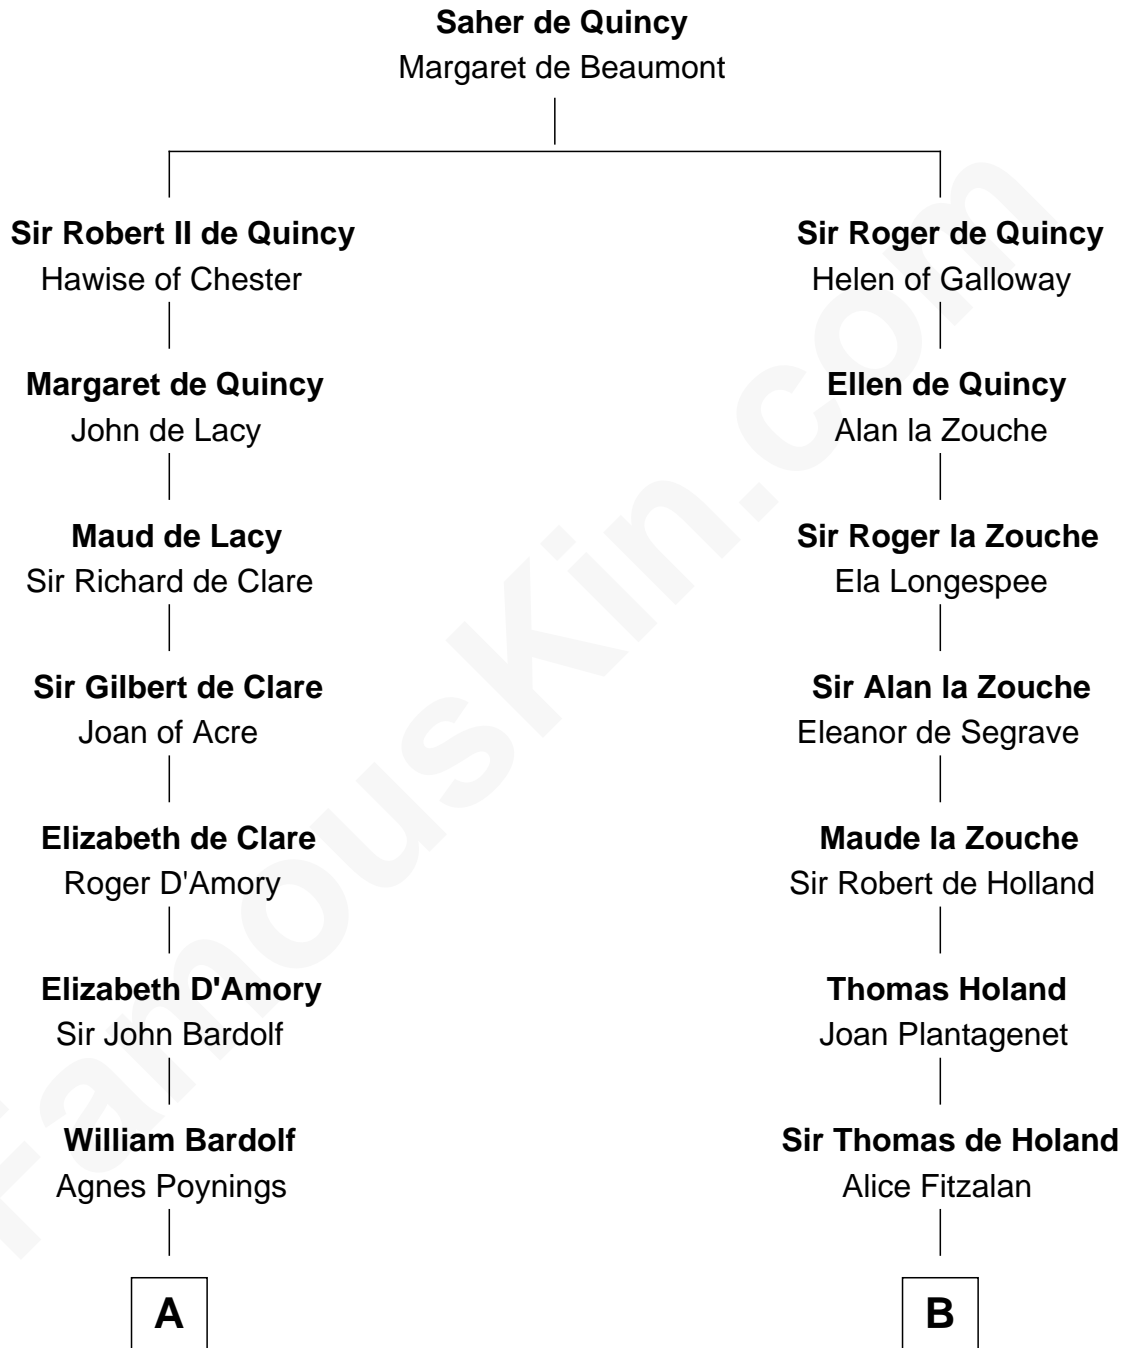 Saher de Quincy
Margaret de Beaumont
Sir Robert II de Quincy
Hawise of Chester
Margaret de Quincy
John de Lacy
Maud de Lacy
Sir Richard de Clare
Sir Gilbert de Clare
Joan of Acre
Elizabeth de Clare
Roger D'Amory
Elizabeth D'Amory
Sir John Bardolf
William Bardolf
Agnes Poynings
A
Sir Roger de Quincy
Helen of Galloway
Ellen de Quincy
Alan la Zouche
Sir Roger la Zouche
Ela Longespee
Sir Alan la Zouche
Eleanor de Segrave
Maude la Zouche
Sir Robert de Holland
Thomas Holand
Joan Plantagenet
Sir Thomas de Holand
Alice Fitzalan
B
FamousKin.com